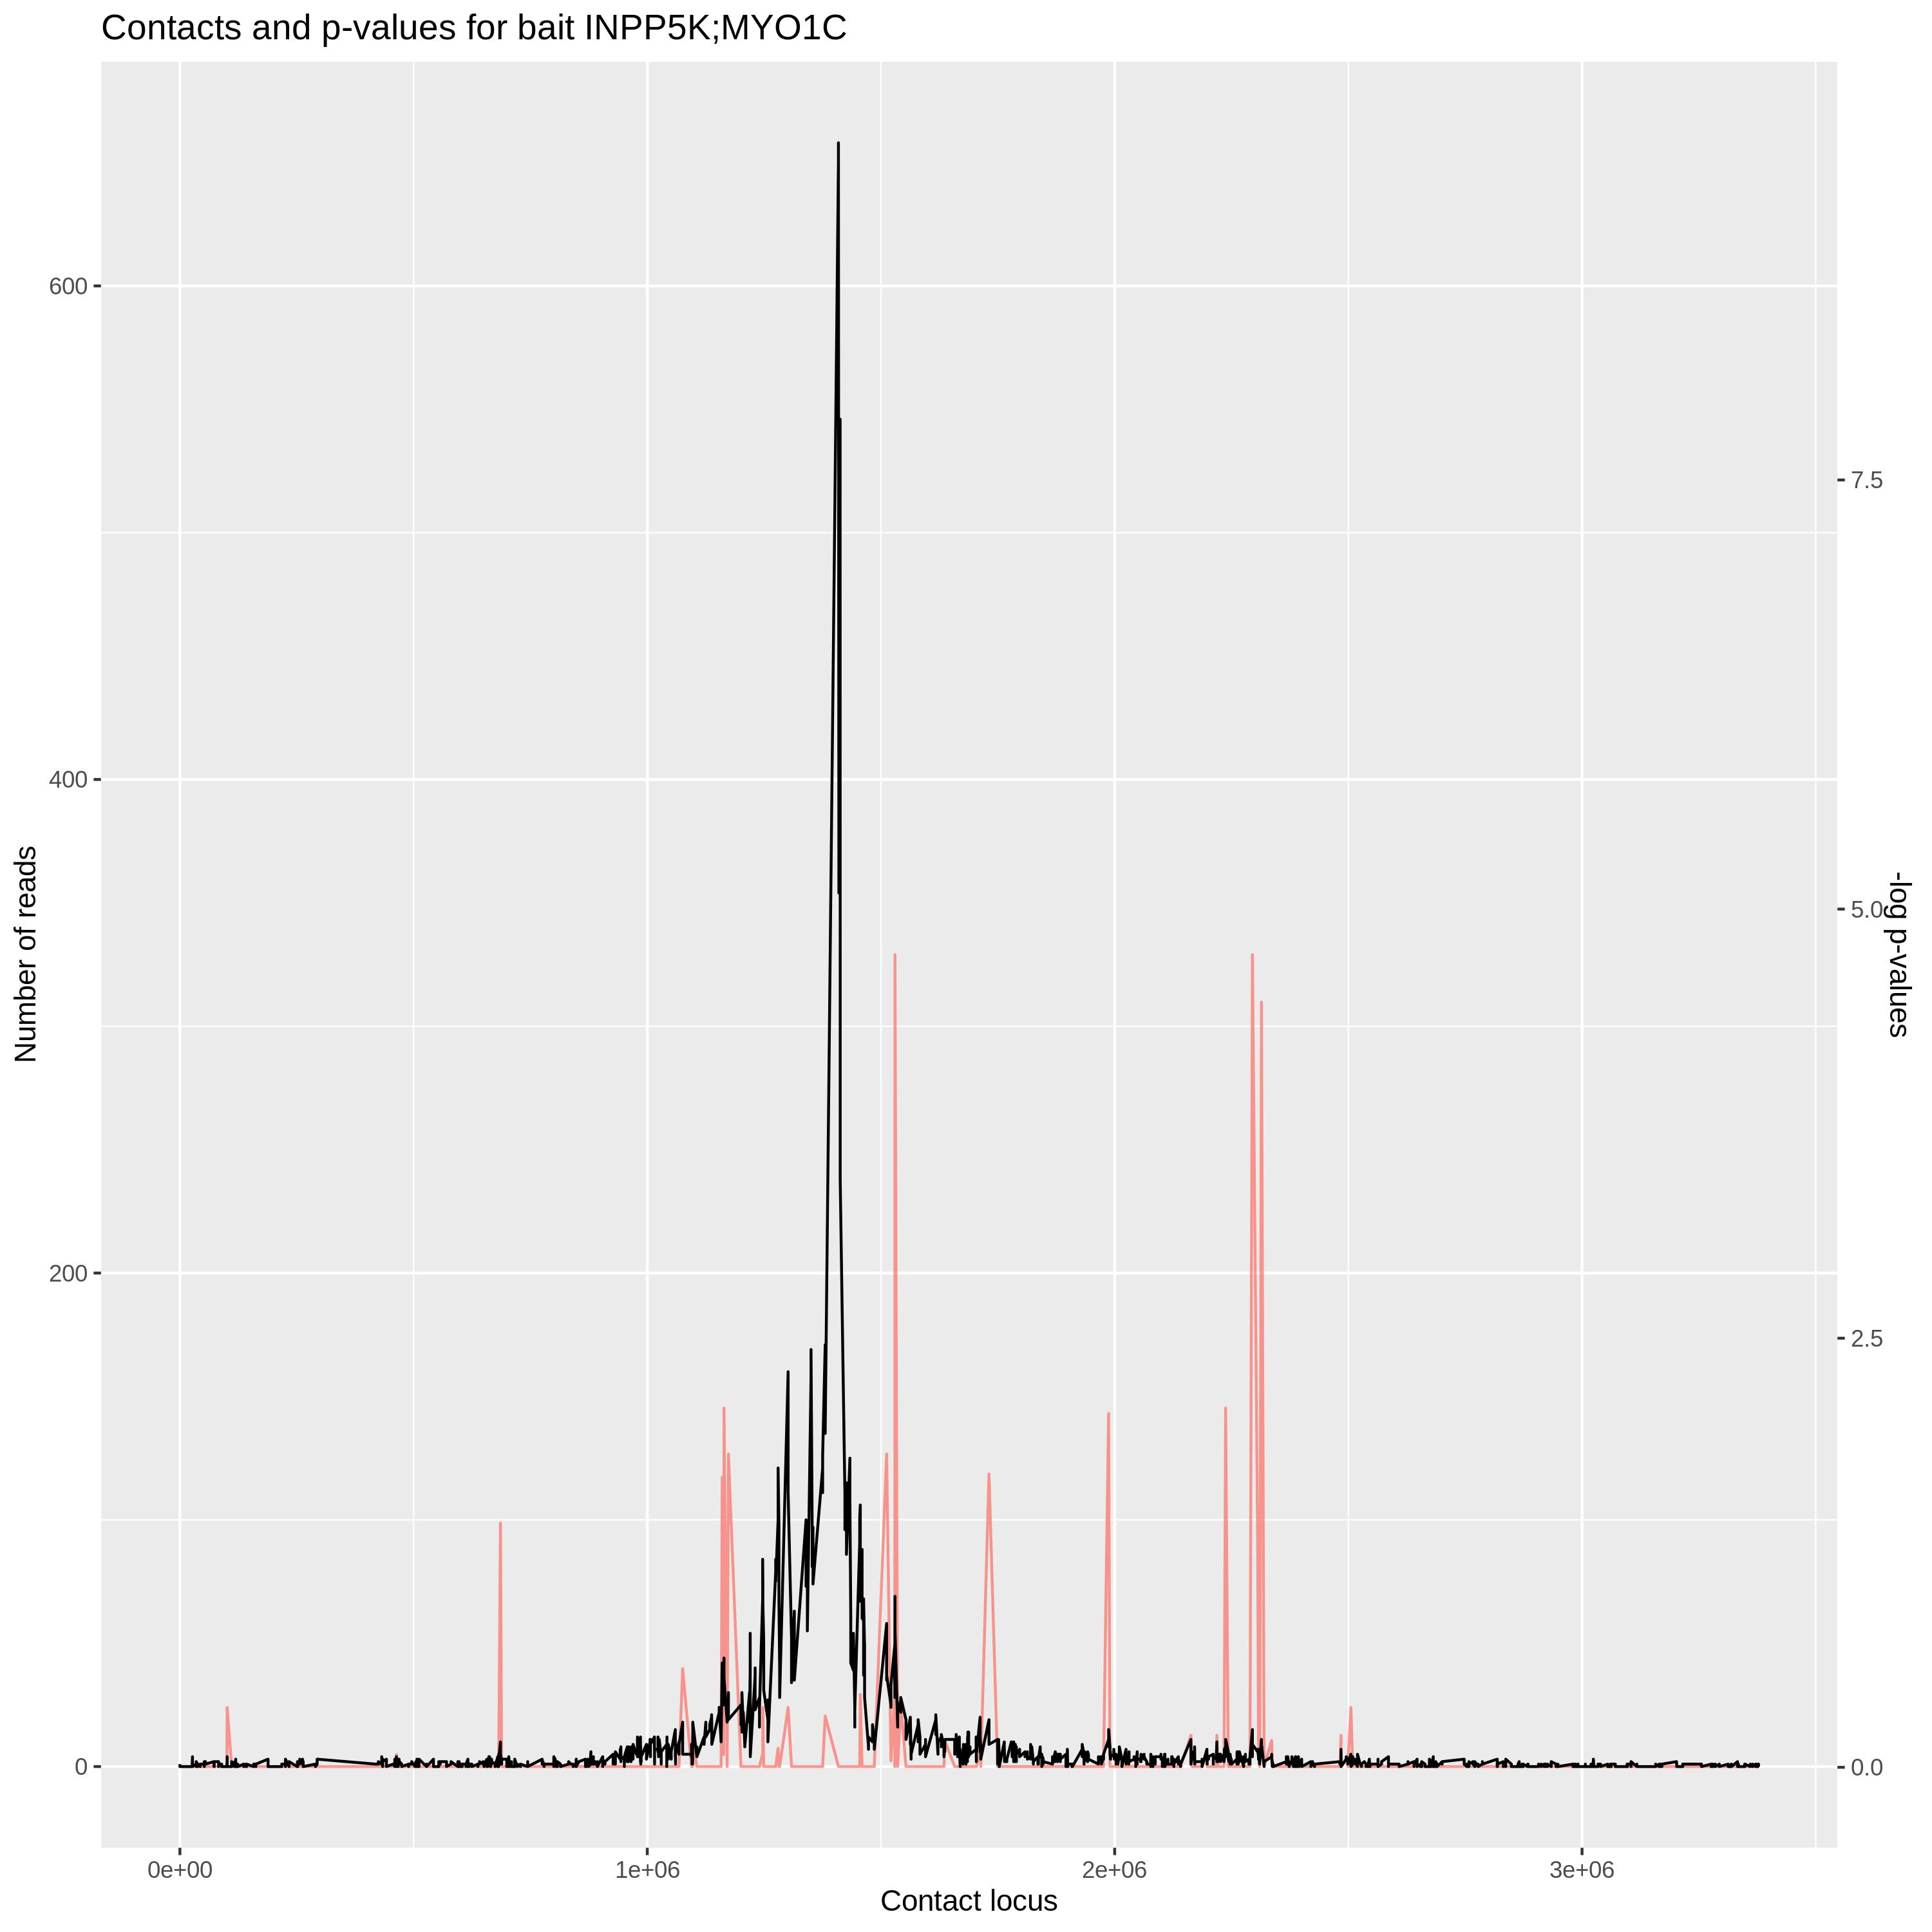 Contacts and p-values for bait INPP5K;MYO1C
Number of reads
600
400
200
0
7.5
5.0
2.5
0.0
-log p-values
0e+00
1e+06
2e+06
3e+06
Contact locus